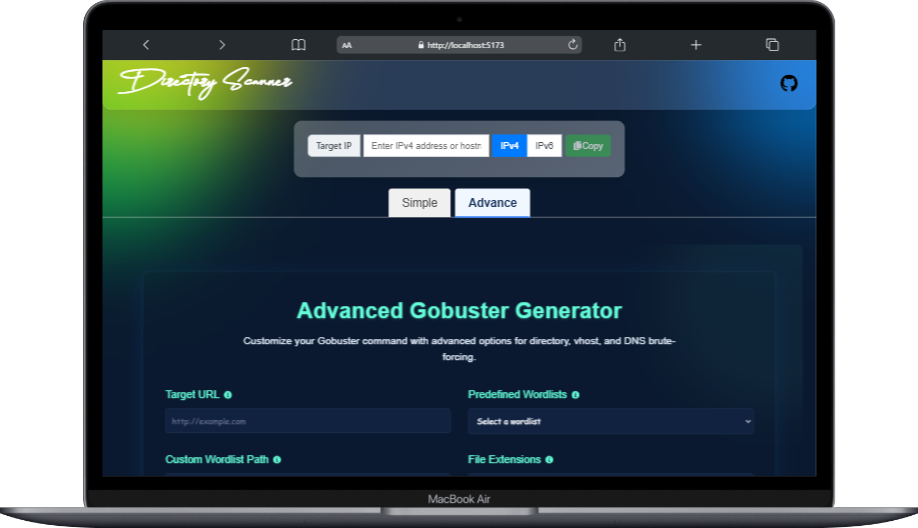 AA http://localhost:5173
Directory Scanner
Target IP Enter IPv4 address or hostn IPv4 IPv6 Copy
Simple Advance
Advanced Gobuster Generator
Customize your Gobuster command with advanced options for directory, vhost, and DNS brute-
forcing.
Target URL Predefined Wordlists
http://example.com Select a wordlist
Custom Wordlist Path File Extensions
MacBook Air